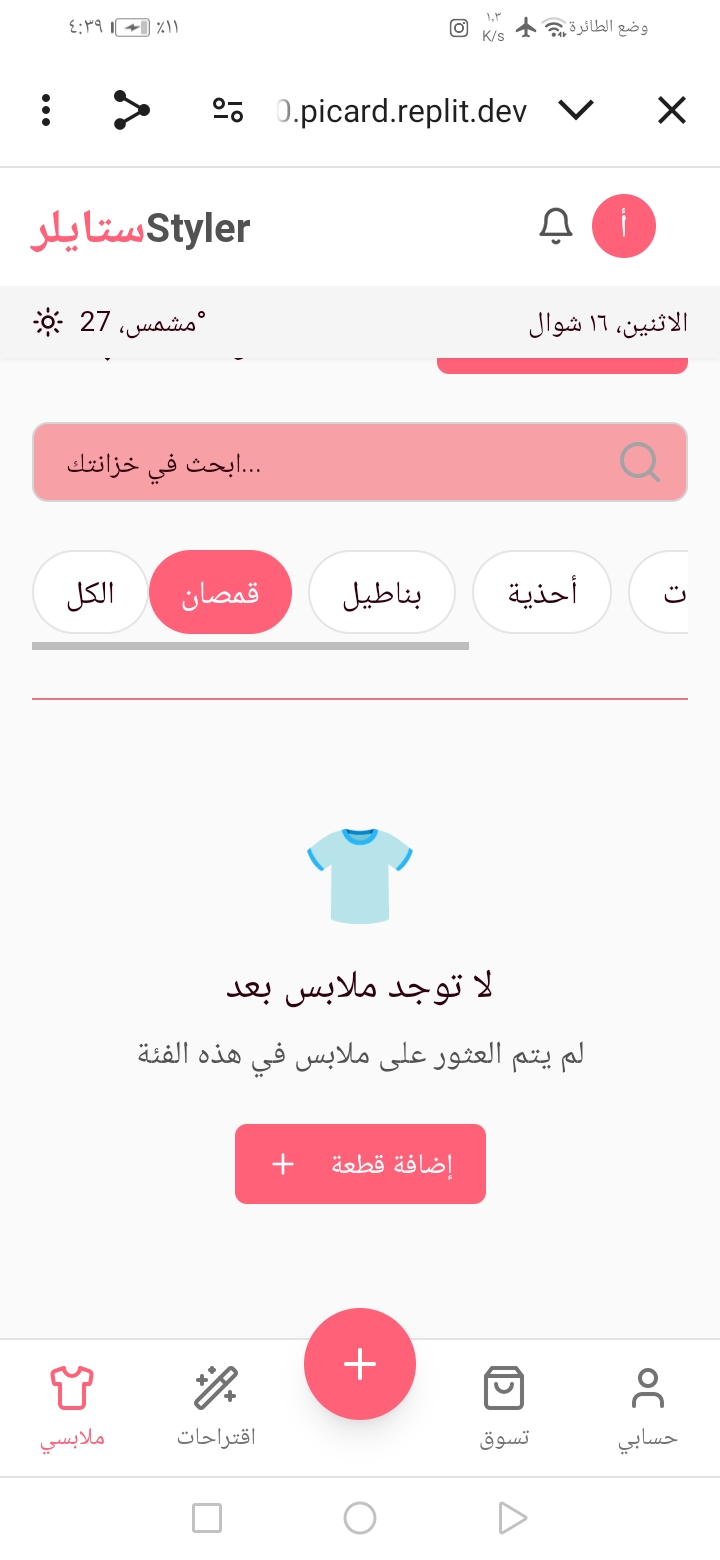 ٤:٣٩ ٪١١ ١,٣ K/s وضع الطائرة
0.picard.replit.dev
ستايلرStyler أ
الاثنين، ١٦ شوال
مشمس، 27°
ابحث في خزانتك...
الكل قمصان بناطيل أحذية ت
لا توجد ملابس بعد
لم يتم العثور على ملابس في هذه الفئة
إضافة قطعة +
ملابسي اقتراحات + تسوق حسابي